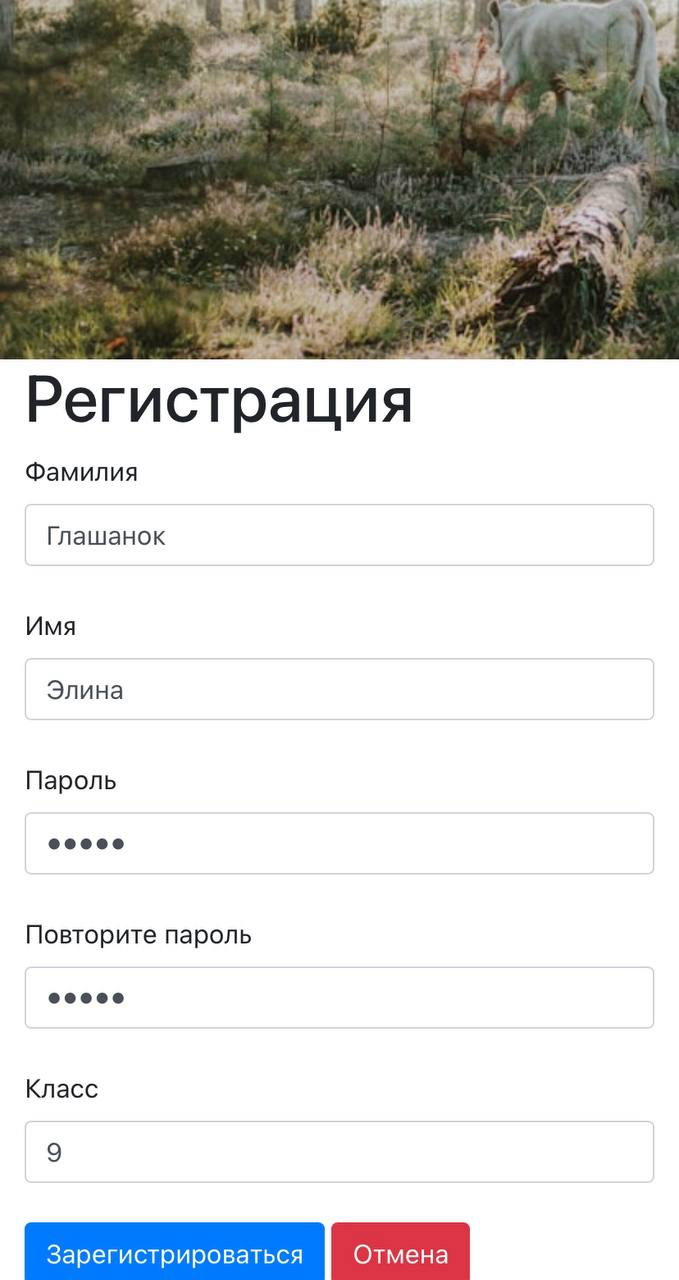 Регистрация
Фамилия
Глашанок
Имя
Элина
Пароль
•••••
Повторите пароль
•••••
Класс
9
Зарегистрироваться Отмена